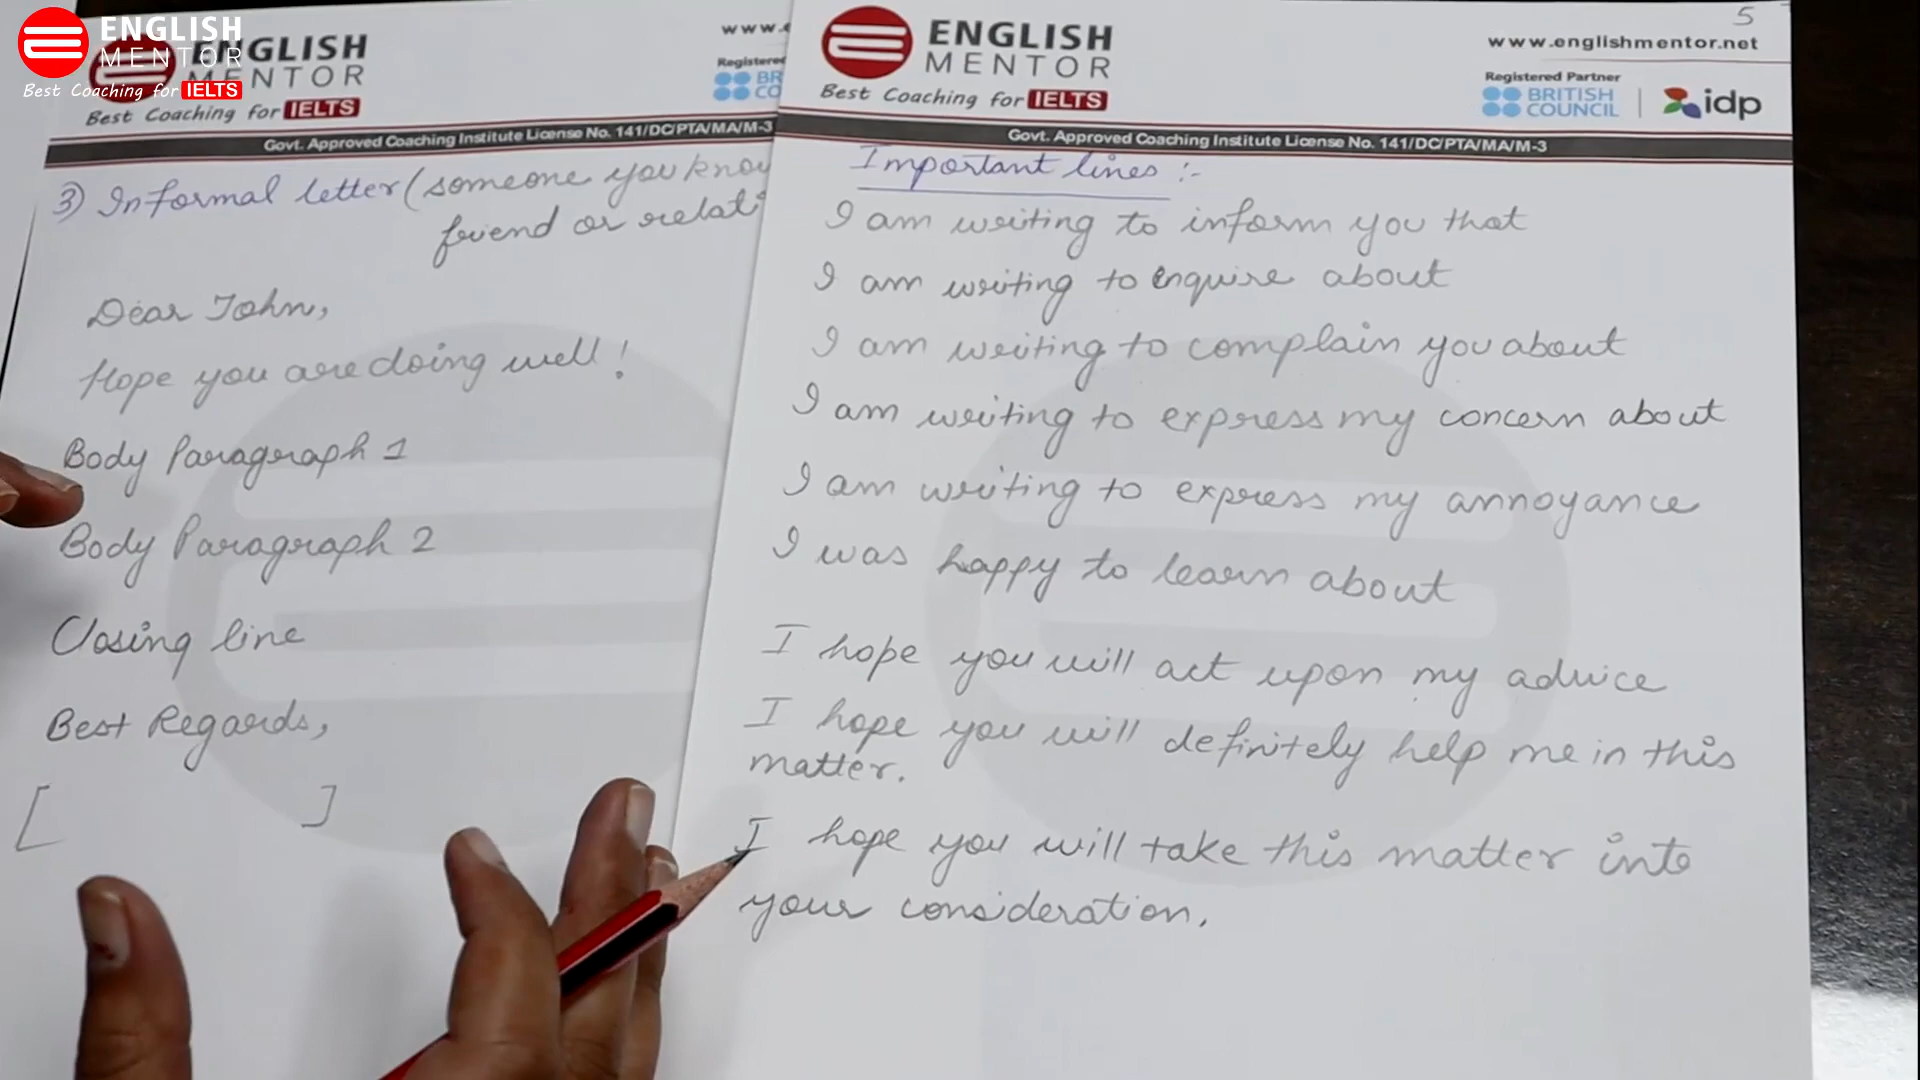 ENGLISH
MENTOR
Best Coaching for IELTS
ENGLISH
MENTOR
Best Coaching for IELTS
www.
Registered
BR
CO
Govt. Approved Coaching Institute License No. 141/DC/PTA/MA/M-3
3) Informal letter (someone you know
friend or relati
Dear John,
Hope you are doing well!
Body Paragraph 1
Body Paragraph 2
Closing line
Best Regards,
[ ]
5
ENGLISH
MENTOR
Best Coaching for IELTS
www.englishmentor.net
Registered Partner
BRITISH
COUNCIL
idp
Govt. Approved Coaching Institute License No. 141/DC/PTA/MA/M-3
Important lines :-
I am writing to inform you that
I am writing to enquire about
I am writing to complain you about
I am writing to express my concern about
I am writing to express my annoyance
I was happy to learn about
I hope you will act upon my advice
I hope you will definitely help me in this
matter.
I hope you will take this matter into
your consideration.